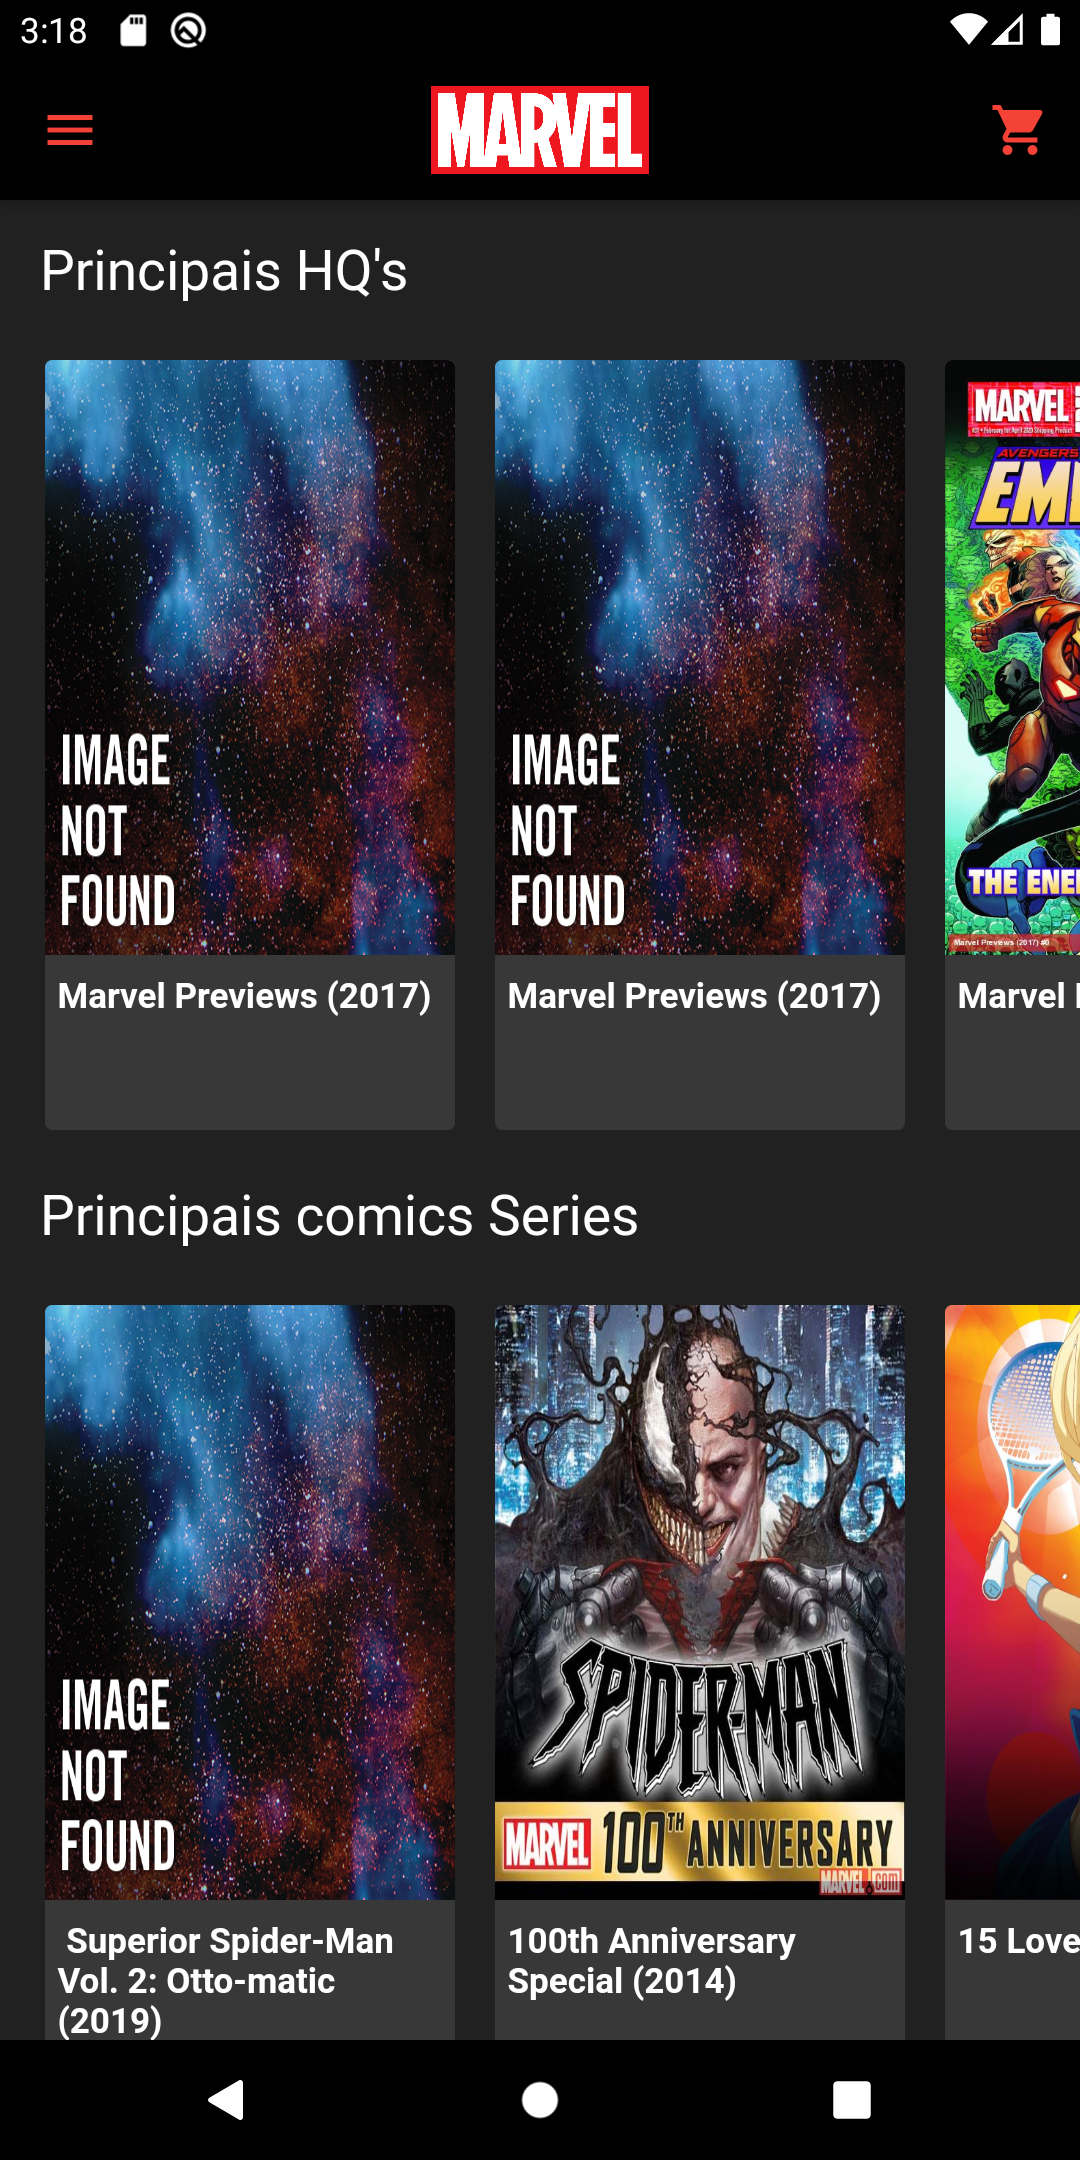 3:18
MARVEL
Principais HQ's
IMAGE
NOT
FOUND
Marvel Previews (2017)
IMAGE
NOT
FOUND
Marvel Previews (2017)
MARVEL
AVENGERS
EM
THE ENE
Marvel Previews (2017) #0
Marvel
Principais comics Series
IMAGE
NOT
FOUND
Superior Spider-Man
Vol. 2: Otto-matic
(2019)
SPIDER-MAN
MARVEL 100TH ANNIVERSARY
MARVEL.com
100th Anniversary
Special (2014)
15 Love